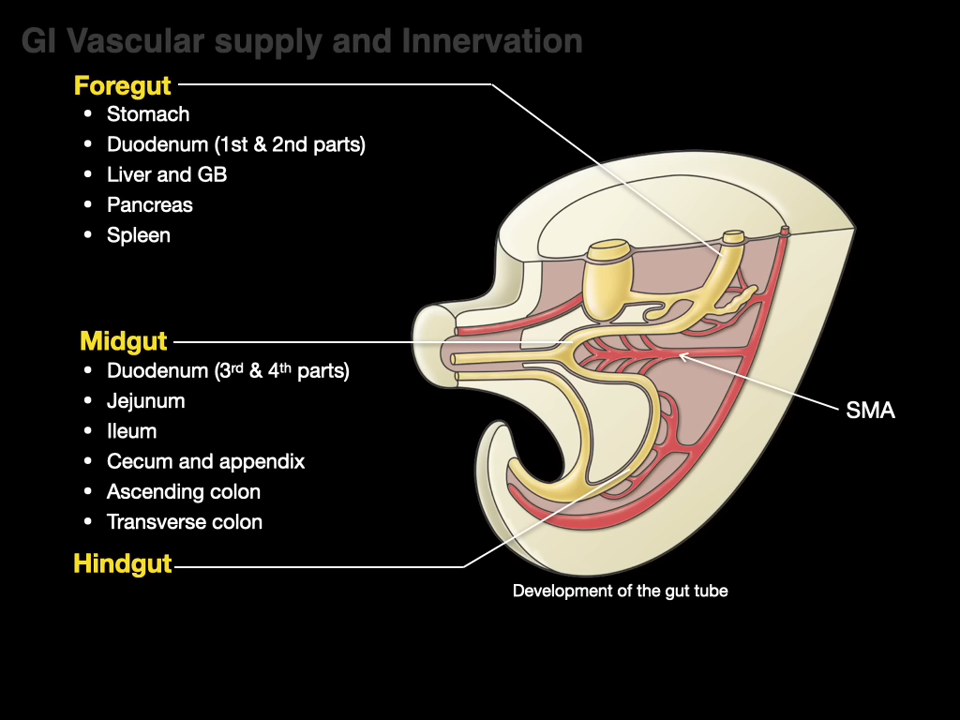 GI Vascular supply and Innervation
Foregut
• Stomach
• Duodenum (1st & 2nd parts)
• Liver and GB
• Pancreas
• Spleen
Midgut
• Duodenum (3rd & 4th parts)
• Jejunum
• Ileum
• Cecum and appendix
• Ascending colon
• Transverse colon
Hindgut
SMA
Development of the gut tube